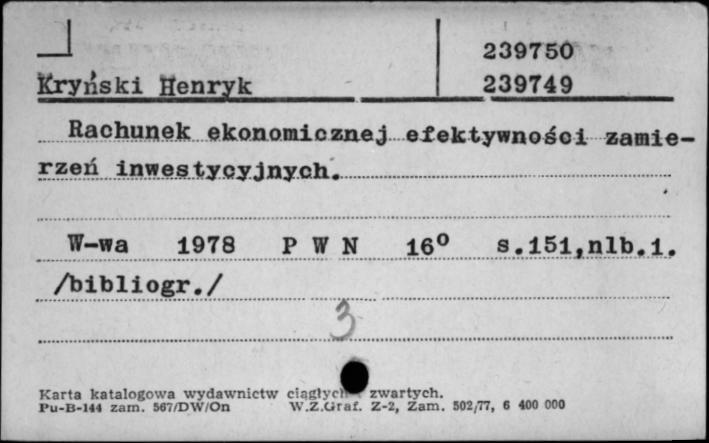 239750
Kryński Henryk 239749
Rachunek ekonomicznej efektywności zamie-
rzeń inwestycyjnych.
W-wa 1978 P W N 16º s.151,nlb.1.
/bibliogr./
3
Karta katalogowa wydawnictw ciągłych zwartych.
Pu-B-144 zam. 567/DW/On W.Z.Graf. Z-2, Zam. 502/77, 6 400 000